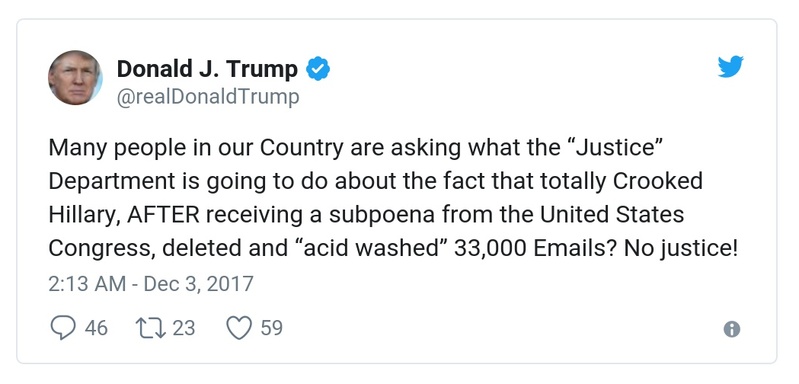 Donald J. Trump
@realDonaldTrump
Many people in our Country are asking what the “Justice”
Department is going to do about the fact that totally Crooked
Hillary, AFTER receiving a subpoena from the United States
Congress, deleted and “acid washed” 33,000 Emails? No justice!
2:13 AM - Dec 3, 2017
46 23 59